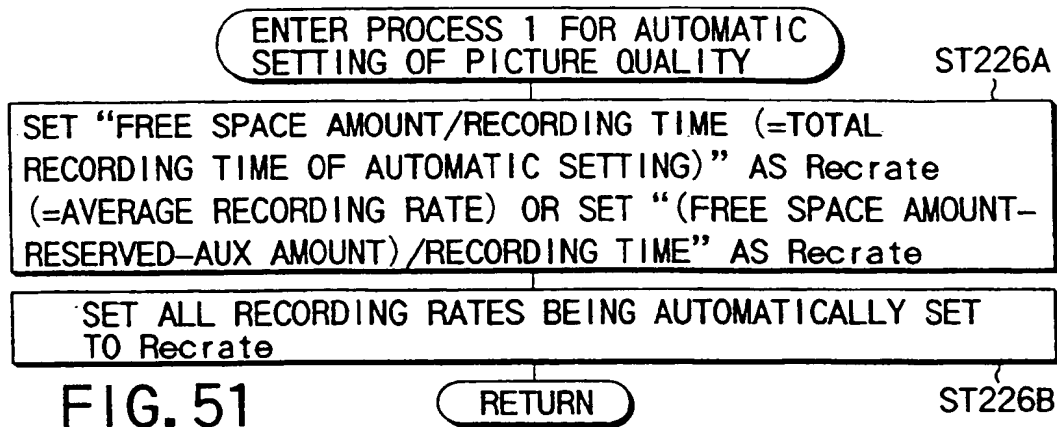 ENTER PROCESS 1 FOR AUTOMATIC
SETTING OF PICTURE QUALITY
ST226A
SET “FREE SPACE AMOUNT/RECORDING TIME (=TOTAL
RECORDING TIME OF AUTOMATIC SETTING)” AS Recrate
(=AVERAGE RECORDING RATE) OR SET “(FREE SPACE AMOUNT–
RESERVED–AUX AMOUNT)/RECORDING TIME” AS Recrate
SET ALL RECORDING RATES BEING AUTOMATICALLY SET
TO Recrate
ST226B
RETURN
FIG. 51